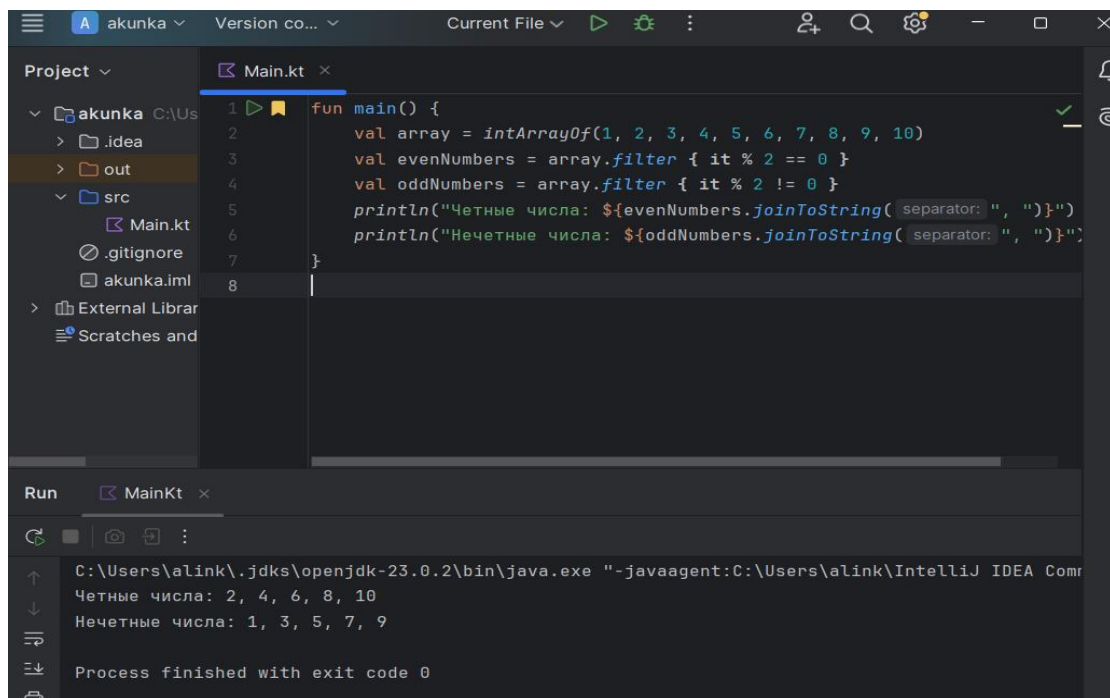 A akunka Version co... Current File
Project
Main.kt
akunka C:\Us
.idea
out
src
Main.kt
.gitignore
akunka.iml
External Librar
Scratches and
1 fun main() {
2 val array = intArrayOf(1, 2, 3, 4, 5, 6, 7, 8, 9, 10)
3 val evenNumbers = array.filter { it % 2 == 0 }
4 val oddNumbers = array.filter { it % 2 != 0 }
5 println("Четные числа: ${evenNumbers.joinToString( separator: ", ")}")
6 println("Нечетные числа: ${oddNumbers.joinToString( separator: ", ")}")
7 }
8
Run MainKt
C:\Users\alink\.jdks\openjdk-23.0.2\bin\java.exe "-javaagent:C:\Users\alink\IntelliJ IDEA Com
Четные числа: 2, 4, 6, 8, 10
Нечетные числа: 1, 3, 5, 7, 9
Process finished with exit code 0